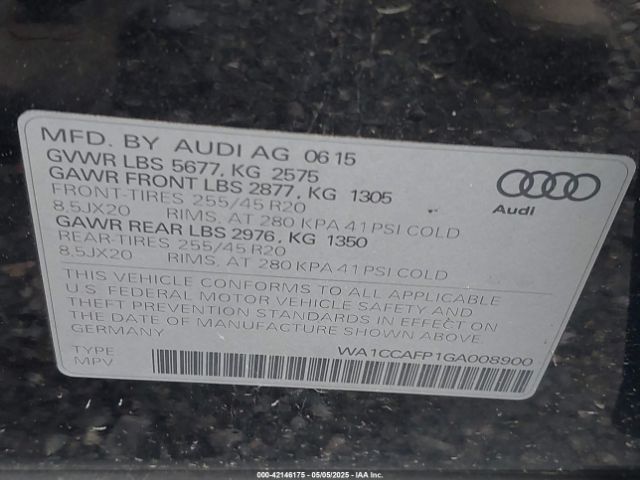 MFD. BY AUDI AG 06 15
GVWR LBS 5677, KG 2575
GAWR FRONT LBS 2877, KG 1305
FRONT-TIRES 255/45 R20
8,5JX20 RIMS. AT 280 KPA 41 PSI COLD
GAWR REAR LBS 2976, KG 1350
REAR-TIRES 255/45 R20
8,5JX20 RIMS. AT 280 KPA 41 PSI COLD
THIS VEHICLE CONFORMS TO ALL APPLICABLE
U.S. FEDERAL MOTOR VEHICLE SAFETY AND
THEFT PREVENTION STANDARDS IN EFFECT ON
THE DATE OF MANUFACTURE SHOWN ABOVE.
GERMANY
TYPE
MPV
WA1CCAFP1GA008900
Audi
000-42146175 - 05/05/2025 - IAA Inc.